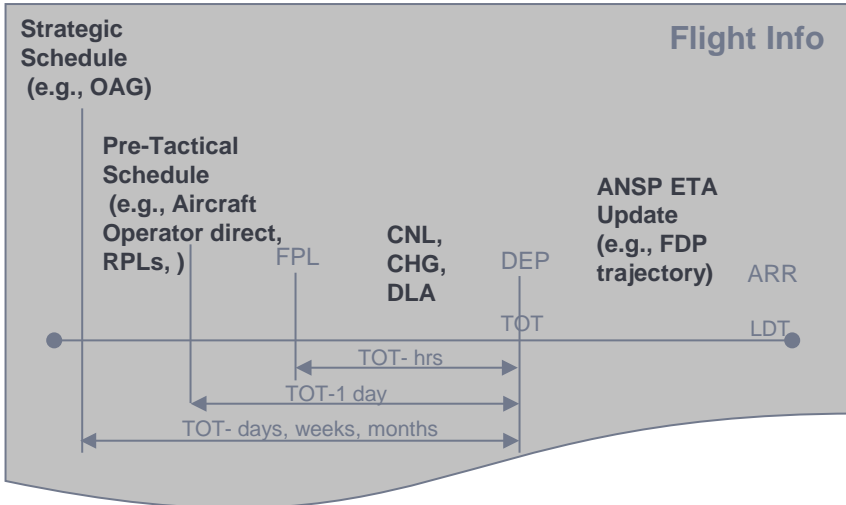 Flight Info
Strategic
Schedule
(e.g., OAG)
Pre-Tactical
Schedule
(e.g., Aircraft
Operator direct,
RPLs, )
FPL
CNL,
CHG,
DLA
DEP
TOT
ANSP ETA
Update
(e.g., FDP
trajectory)
ARR
LDT
TOT- hrs
TOT-1 day
TOT- days, weeks, months